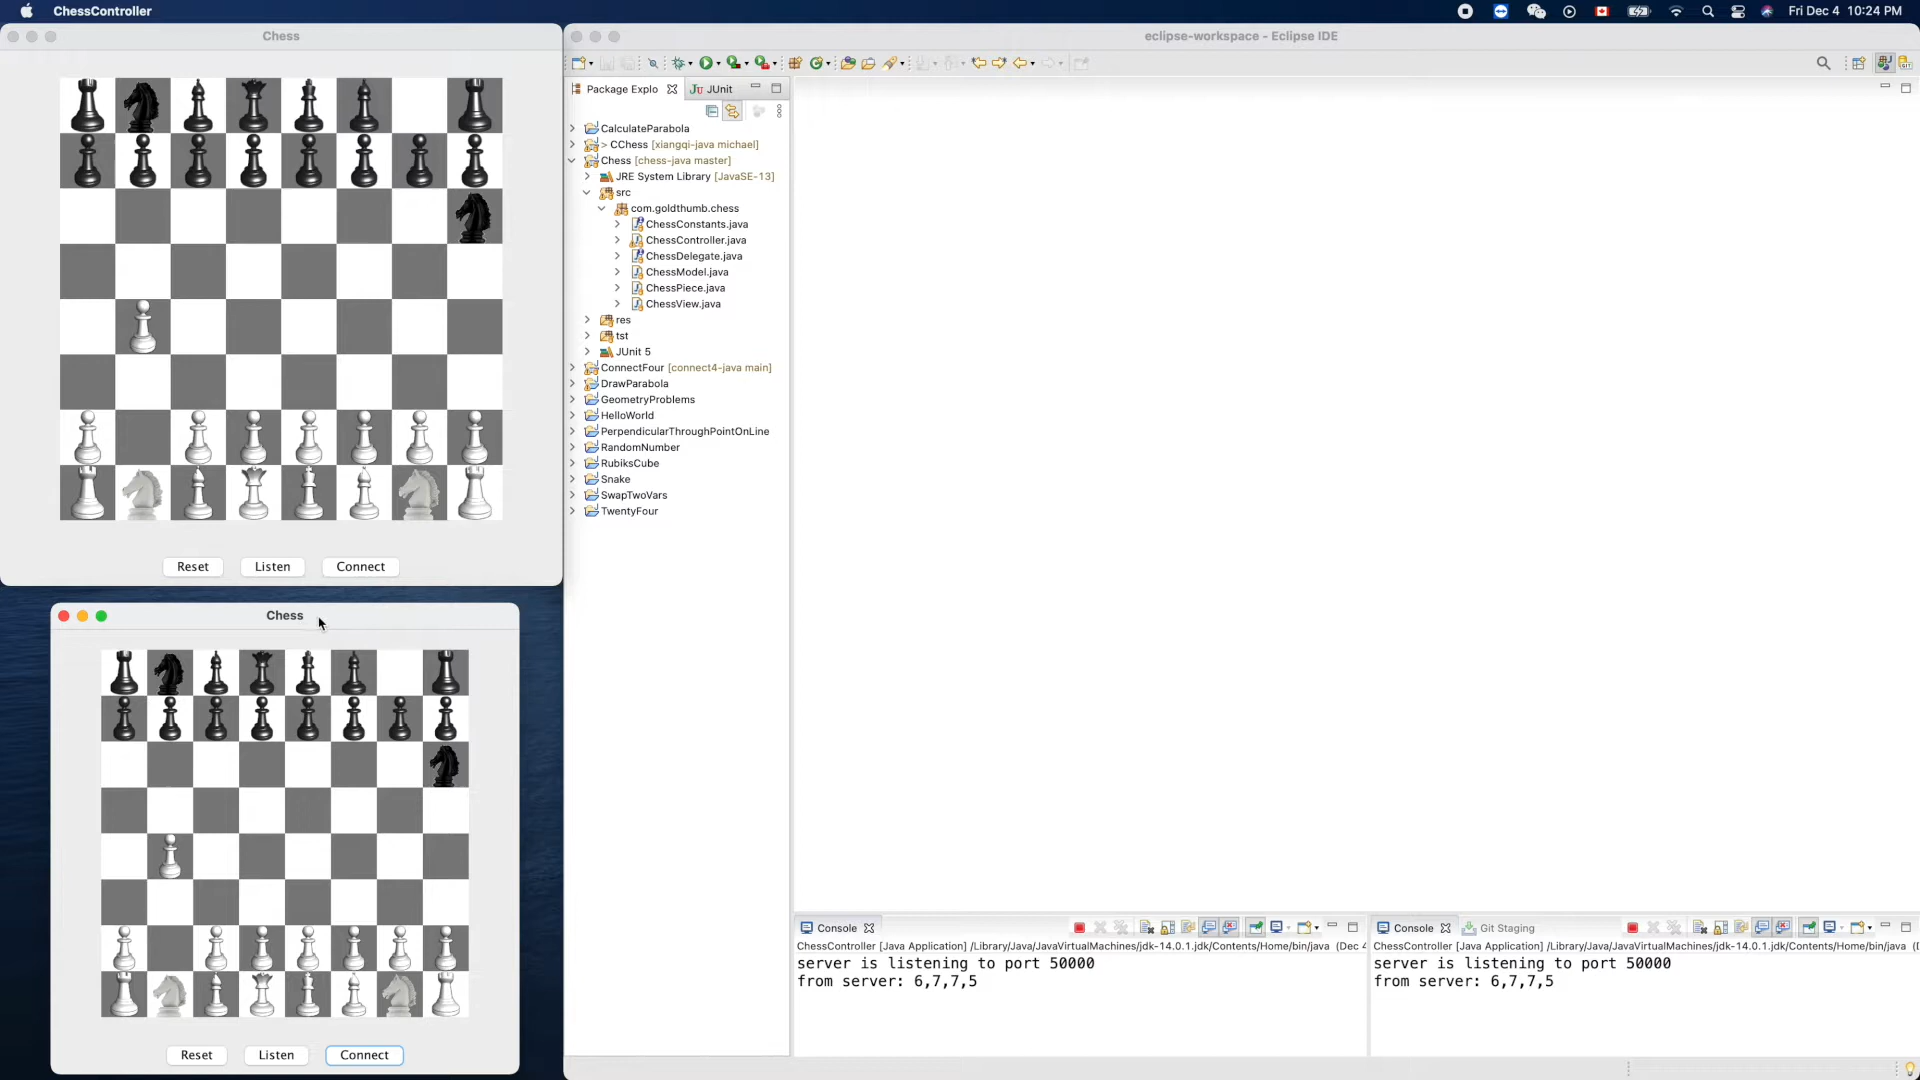 ChessController
Fri Dec 4 10:24 PM
Chess
eclipse-workspace - Eclipse IDE
Package Explo
JUnit
CalculateParabola
> CChess [xiangqi-java michael]
Chess [chess-java master]
JRE System Library [JavaSE-13]
src
com.goldthumb.chess
ChessConstants.java
ChessController.java
ChessDelegate.java
ChessModel.java
ChessPiece.java
ChessView.java
res
tst
JUnit 5
ConnectFour [connect4-java main]
DrawParabola
GeometryProblems
HelloWorld
PerpendicularThroughPointOnLine
RandomNumber
RubiksCube
Snake
SwapTwoVars
TwentyFour
Reset
Listen
Connect
Chess
Reset
Listen
Connect
Console
ChessController [Java Application] /Library/Java/JavaVirtualMachines/jdk-14.0.1.jdk/Contents/Home/bin/java (Dec 4
server is listening to port 50000
from server: 6,7,7,5
Console
Git Staging
ChessController [Java Application] /Library/Java/JavaVirtualMachines/jdk-14.0.1.jdk/Contents/Home/bin/java
server is listening to port 50000
from server: 6,7,7,5